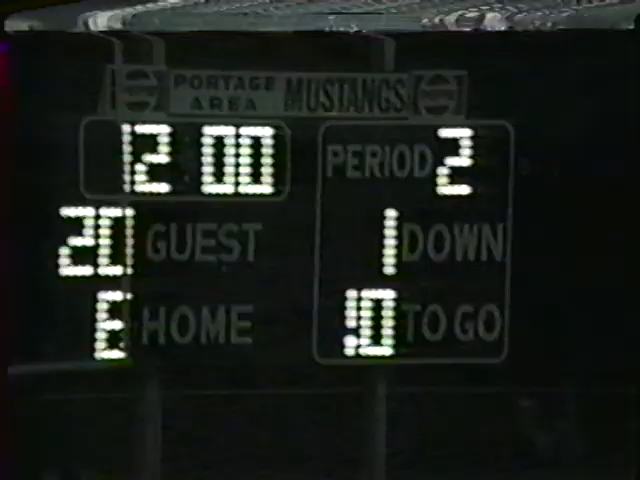 PORTAGE AREA MUSTANGS
12 00 PERIOD 2
20 GUEST 1 DOWN
6 HOME 10 TO GO